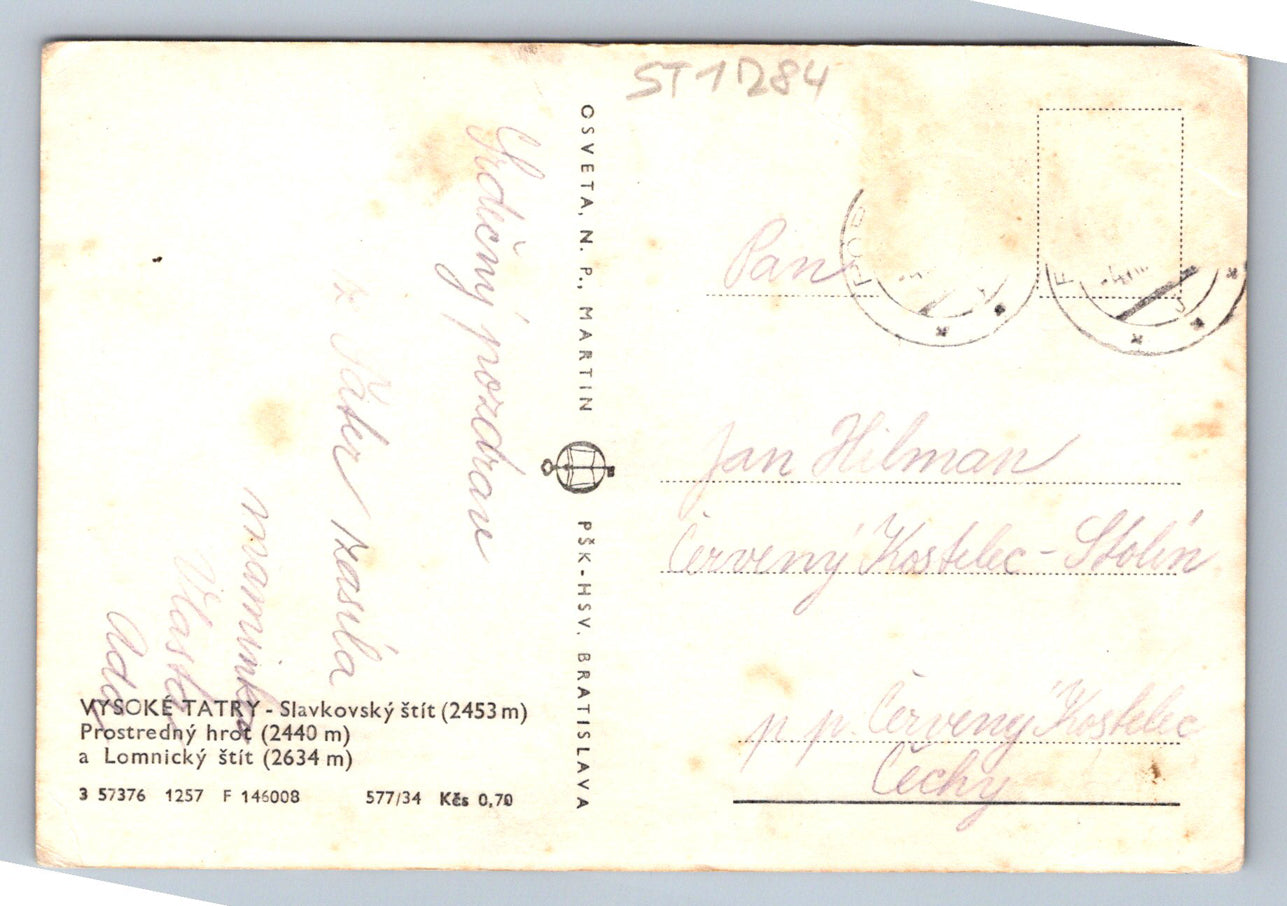 ST1D284
Srdečný pozdrav
z Tater zasílá
maminka
Vlasta
Ada
VYSOKÉ TATRY - Slavkovský štít (2453 m)
Prostredný hrot (2440 m)
a Lomnický štít (2634 m)
3 57376 1257 F 146008 577/34 Kčs 0,70
OSVETA, N. P., MARTIN
PŠK-HSV. BRATISLAVA
Pan
Jan Hilman
Červený Kostelec - Stolín
p. p. Červený Kostelec
Čechy